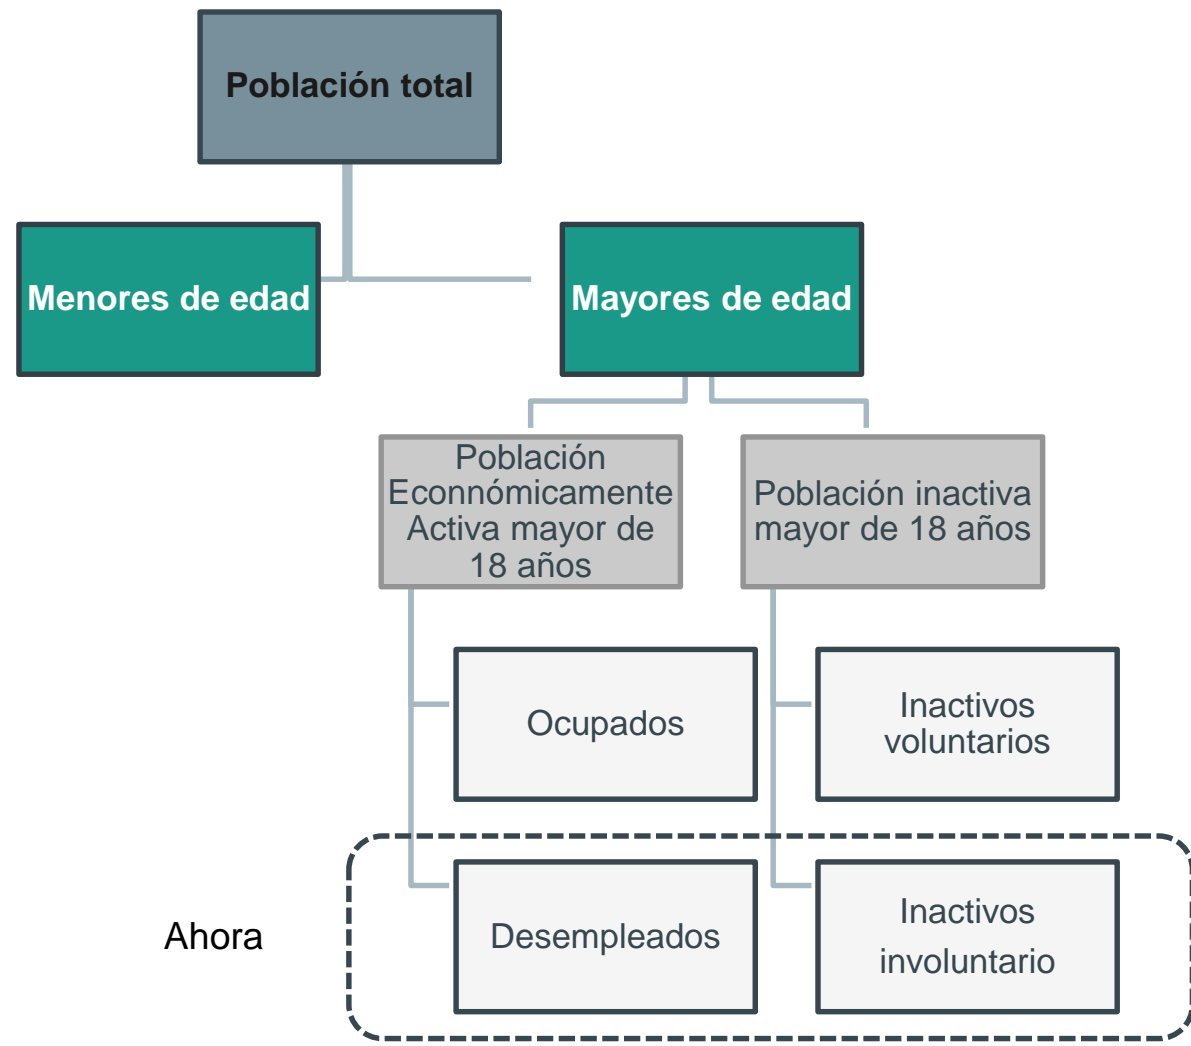 Población total
Menores de edad
Mayores de edad
Población
Econnómicamente
Activa mayor de
18 años
Población inactiva
mayor de 18 años
Ocupados
Inactivos
voluntarios
Ahora
Desempleados
Inactivos
involuntario